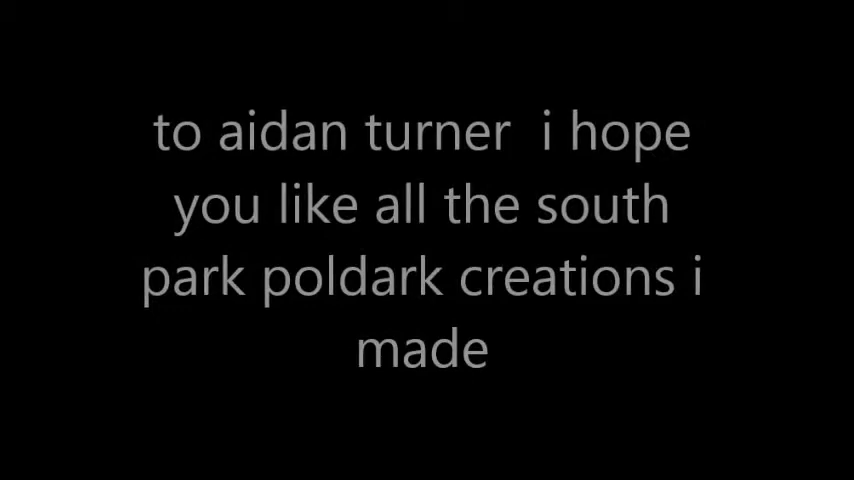 to aidan turner  i hope
you like all the south
park poldark creations i
made